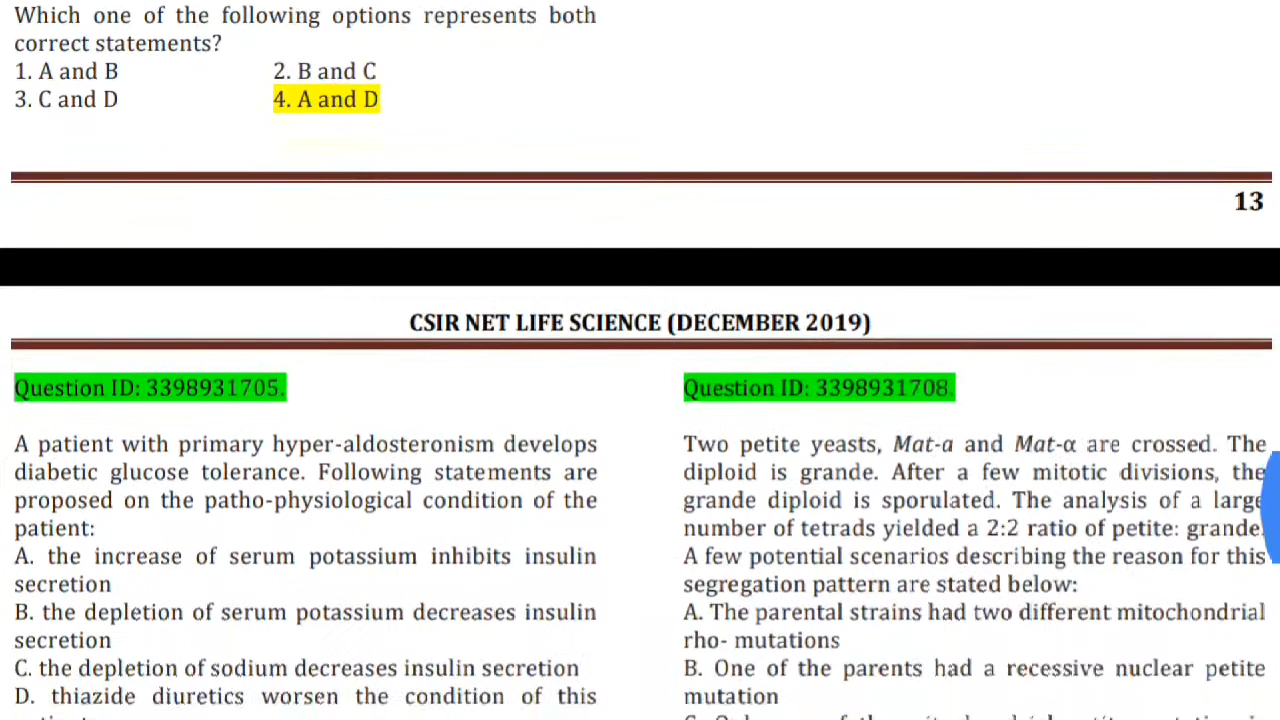 Which one of the following options represents both
correct statements?
1. A and B 2. B and C
3. C and D 4. A and D
13
CSIR NET LIFE SCIENCE (DECEMBER 2019)
Question ID: 3398931705.
A patient with primary hyper-aldosteronism develops
diabetic glucose tolerance. Following statements are
proposed on the patho-physiological condition of the
patient:
A. the increase of serum potassium inhibits insulin
secretion
B. the depletion of serum potassium decreases insulin
secretion
C. the depletion of sodium decreases insulin secretion
D. thiazide diuretics worsen the condition of this
Question ID: 3398931708.
Two petite yeasts, Mat-a and Mat-α are crossed. The
diploid is grande. After a few mitotic divisions, the
grande diploid is sporulated. The analysis of a large
number of tetrads yielded a 2:2 ratio of petite: grande.
A few potential scenarios describing the reason for this
segregation pattern are stated below:
A. The parental strains had two different mitochondrial
rho- mutations
B. One of the parents had a recessive nuclear petite
mutation